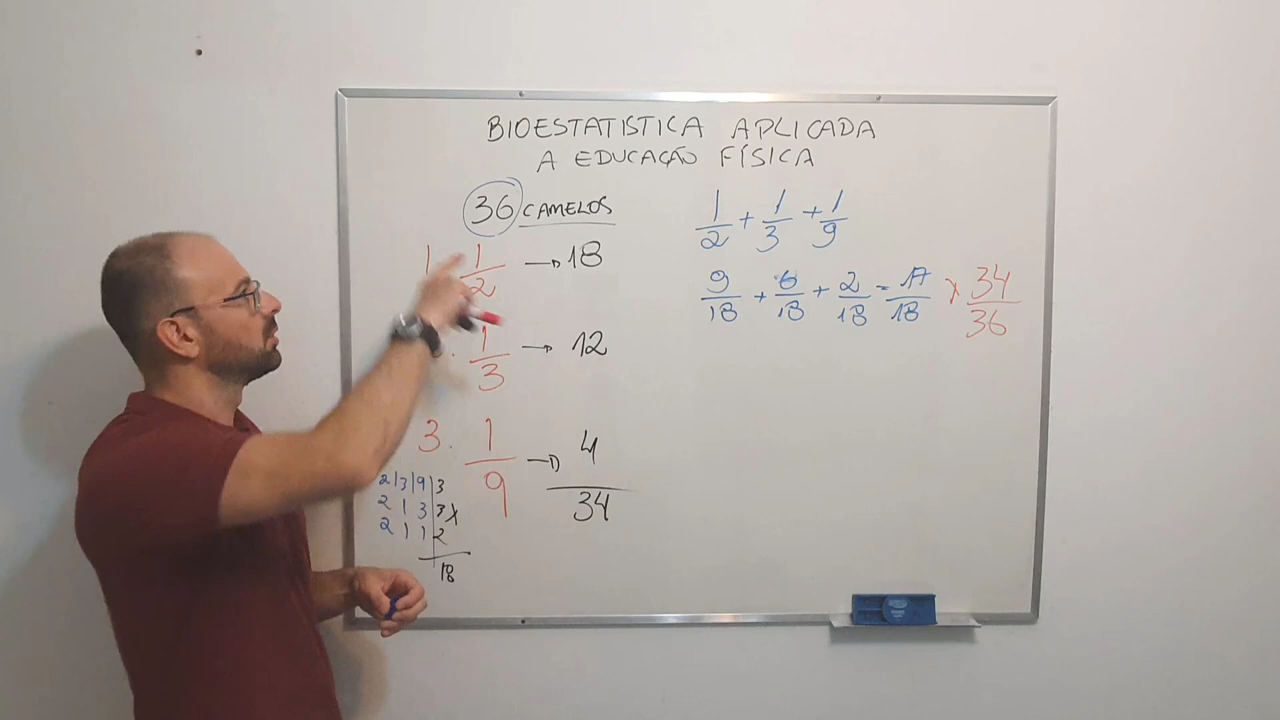 BIOESTATISTICA APLICADA
A EDUCAÇÃO FÍSICA
36 CAMELOS
1 1/2 → 18
. 1/3 → 12
3. 1/9 → 4
34
2 | 3 | 9 | 3
2 1 3 | 3 x
2 1 1 | 2
18
1/2 + 1/3 + 1/9
9/18 + 6/18 + 2/18 = 17/18 x 34/36